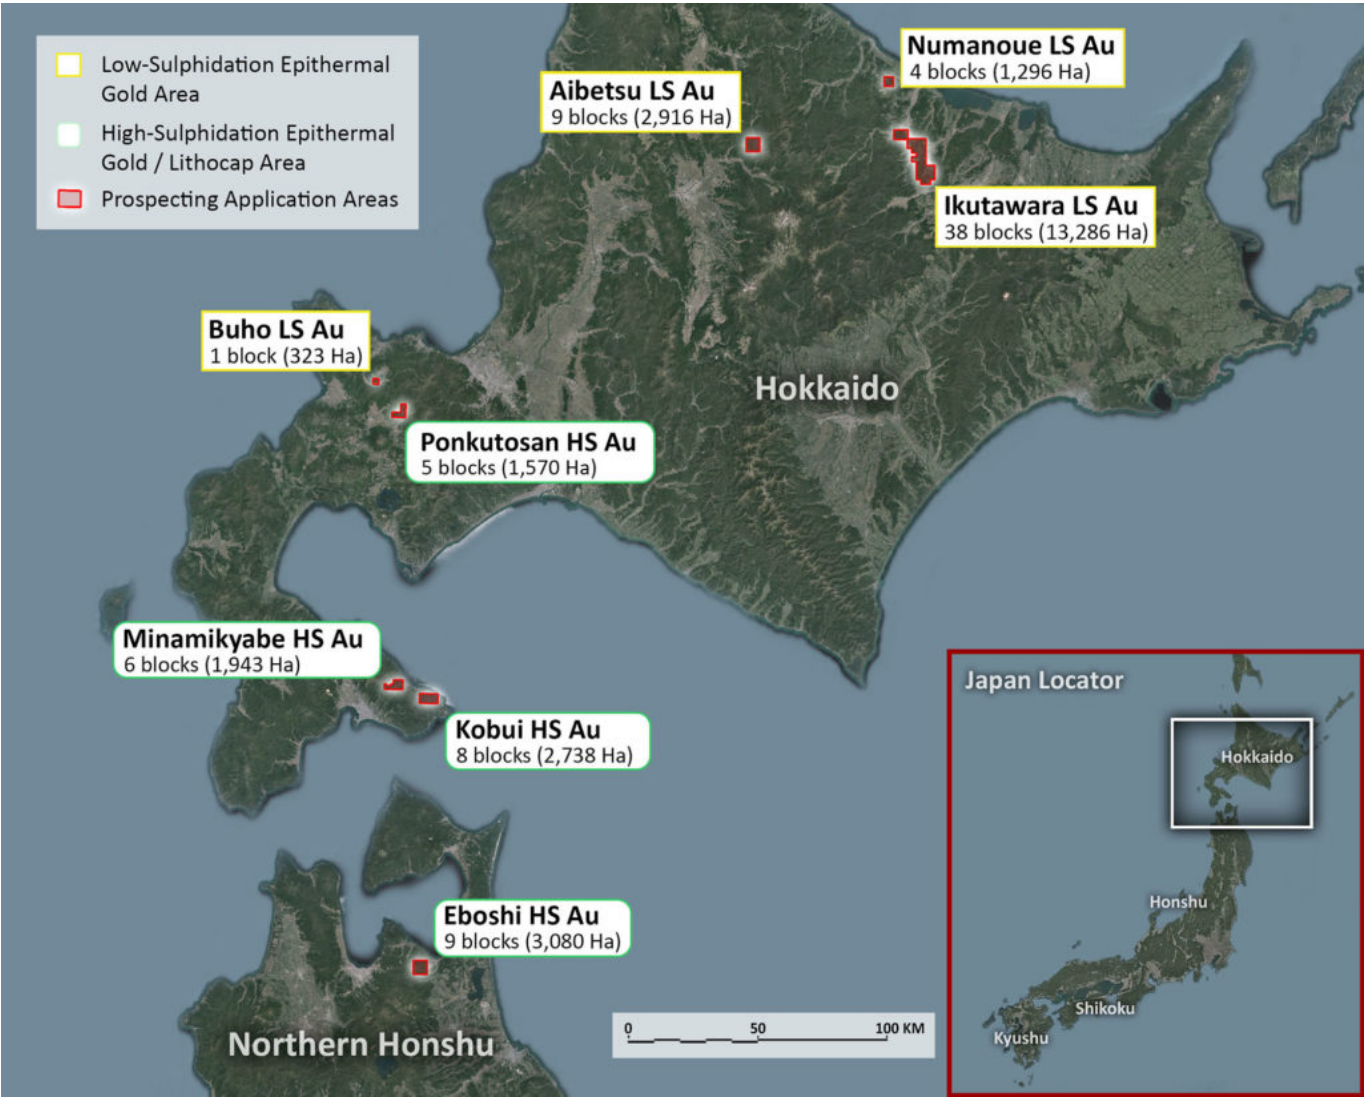 Low-Sulphidation Epithermal
Gold Area
High-Sulphidation Epithermal
Gold / Lithocap Area
Prospecting Application Areas
Numanoue LS Au
4 blocks (1,296 Ha)
Aibetsu LS Au
9 blocks (2,916 Ha)
Ikutawara LS Au
38 blocks (13,286 Ha)
Buho LS Au
1 block (323 Ha)
Hokkaido
Ponkutosan HS Au
5 blocks (1,570 Ha)
Minamikyabe HS Au
6 blocks (1,943 Ha)
Kobui HS Au
8 blocks (2,738 Ha)
Eboshi HS Au
9 blocks (3,080 Ha)
Northern Honshu
0 50 100 KM
Japan Locator
Hokkaido
Honshu
Shikoku
Kyushu